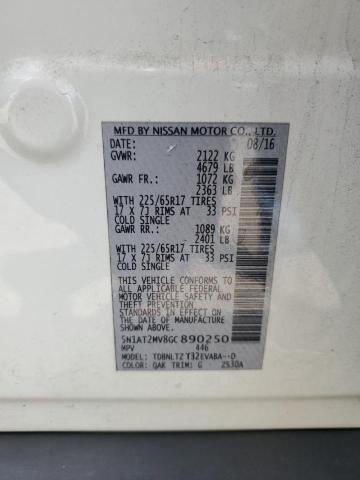 MFD BY NISSAN MOTOR CO., LTD.
DATE: 08/16
GVWR: 2122 KG
4679 LB
GAWR FR.: 1072 KG
2363 LB
WITH 225/65R17 TIRES
17 X 7J RIMS AT 33 PSI
COLD SINGLE
GAWR RR.: 1089 KG
2401 LB
WITH 225/65R17 TIRES
17 X 7J RIMS AT 33 PSI
COLD SINGLE
THIS VEHICLE CONFORMS TO ALL
APPLICABLE FEDERAL
MOTOR VEHICLE SAFETY AND
THEFT PREVENTION
STANDARDS IN EFFECT ON THE
DATE OF MANUFACTURE SHOWN ABOVE.
5N1AT2MV8GC890250
MPV 446
MODEL: TDBNLTZ T32EVABA--D
COLOR: QAK TRIM: G 2530A